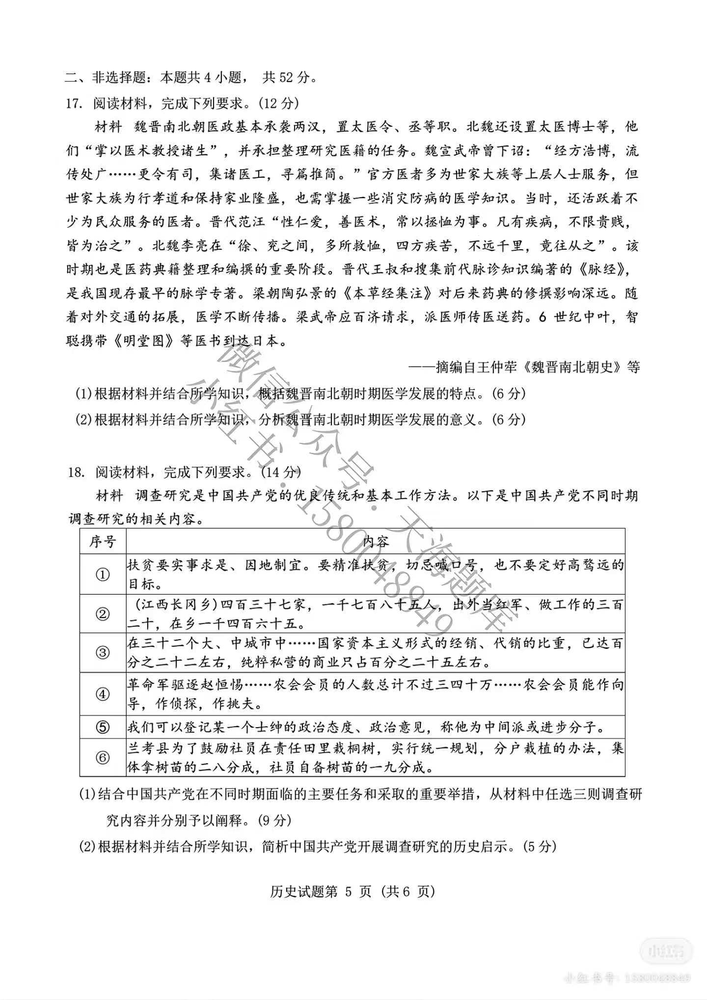 二、非选择题：本题共4小题， 共52分。
17. 阅读材料，完成下列要求。(12分)
材料 魏晋南北朝医政基本承袭两汉，置太医令、丞等职。北魏还设置太医博士等，他
们“掌以医术教授诸生”，并承担整理研究医籍的任务。魏宣武帝曾下诏：“经方浩博，流
传处广……更令有司，集诸医工，寻篇推简。”官方医者多为世家大族等上层人士服务，但
世家大族为行孝道和保持家业隆盛，也需掌握一些消灾防病的医学知识。当时，还活跃着不
少为民众服务的医者。晋代范汪“性仁爱，善医术，常以拯恤为事。凡有疾病，不限贵贱，
皆为治之”。北魏李亮在“徐、兖之间，多所救恤，四方疾苦，不远千里，竟往从之”。该
时期也是医药典籍整理和编撰的重要阶段。晋代王叔和搜集前代脉诊知识编著的《脉经》，
是我国现存最早的脉学专著。梁朝陶弘景的《本草经集注》对后来药典的修撰影响深远。随
着对外交通的拓展，医学不断传播。梁武帝应百济请求，派医师传医送药。6 世纪中叶，智
聪携带《明堂图》等医书到达日本。
——摘编自王仲荦《魏晋南北朝史》等
(1)根据材料并结合所学知识，概括魏晋南北朝时期医学发展的特点。(6分)
(2)根据材料并结合所学知识，分析魏晋南北朝时期医学发展的意义。(6分)
18. 阅读材料，完成下列要求。(14分)
材料 调查研究是中国共产党的优良传统和基本工作方法。以下是中国共产党不同时期
调查研究的相关内容。
序号 内容
① 扶贫要实事求是、因地制宜。要精准扶贫，切忌喊口号，也不要定好高骛远的
目标。
② (江西长冈乡)四百三十七家，一千七百八十五人，出外当红军、做工作的三百
二十，在乡一千四百六十五。
③ 在三十二个大、中城市中……国家资本主义形式的经销、代销的比重，已达百
分之二十二左右，纯粹私营的商业只占百分之二十五左右。
④ 革命军驱逐赵恒惕……农会会员的人数总计不过三四十万……农会会员能作向
导，作侦探，作挑夫。
⑤ 我们可以登记某一个士绅的政治态度、政治意见，称他为中间派或进步分子。
⑥ 兰考县为了鼓励社员在责任田里栽桐树，实行统一规划，分户栽植的办法，集
体拿树苗的二八分成，社员自备树苗的一九分成。
(1)结合中国共产党在不同时期面临的主要任务和采取的重要举措，从材料中任选三则调查研
究内容并分别予以阐释。(9分)
(2)根据材料并结合所学知识，简析中国共产党开展调查研究的历史启示。(5分)
历史试题第 5 页 (共6 页)
微信公众号：天海题库
小红书：1580048849
小红书
小红书号：1580048849